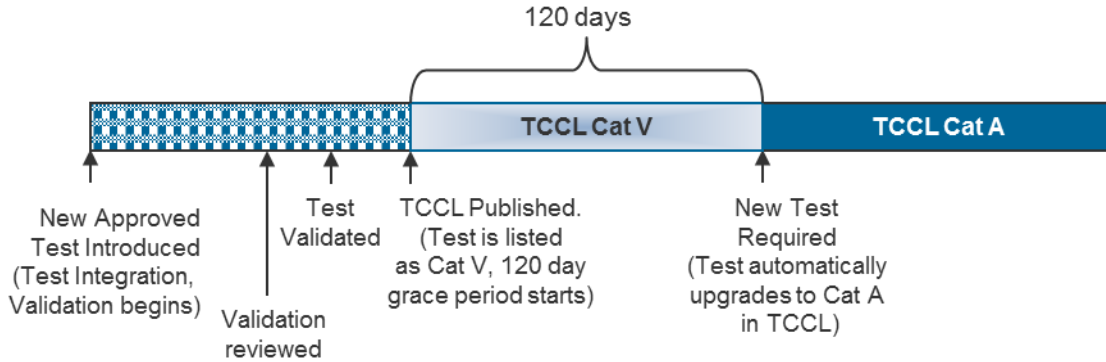 120 days
TCCL Cat V
TCCL Cat A
New Approved
Test Introduced
(Test Integration,
Validation begins)
Validation
reviewed
Test
Validated
TCCL Published.
(Test is listed
as Cat V, 120 day
grace period starts)
New Test
Required
(Test automatically
upgrades to Cat A
in TCCL)